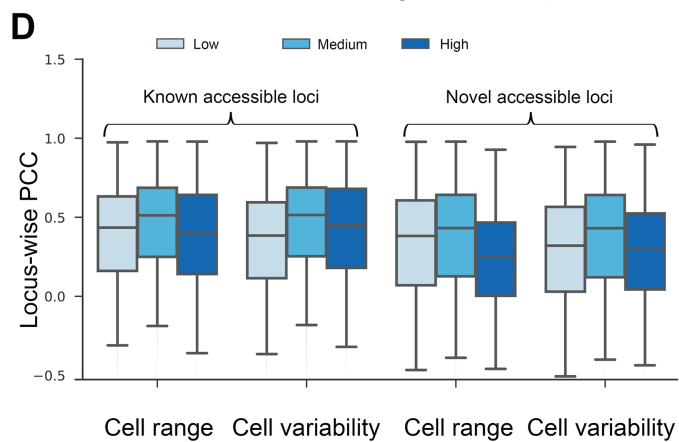 D
Low Medium High
1.5
Known accessible loci Novel accessible loci
1.0
0.5
0.0
−0.5
Locus-wise PCC
Cell range Cell variability Cell range Cell variability